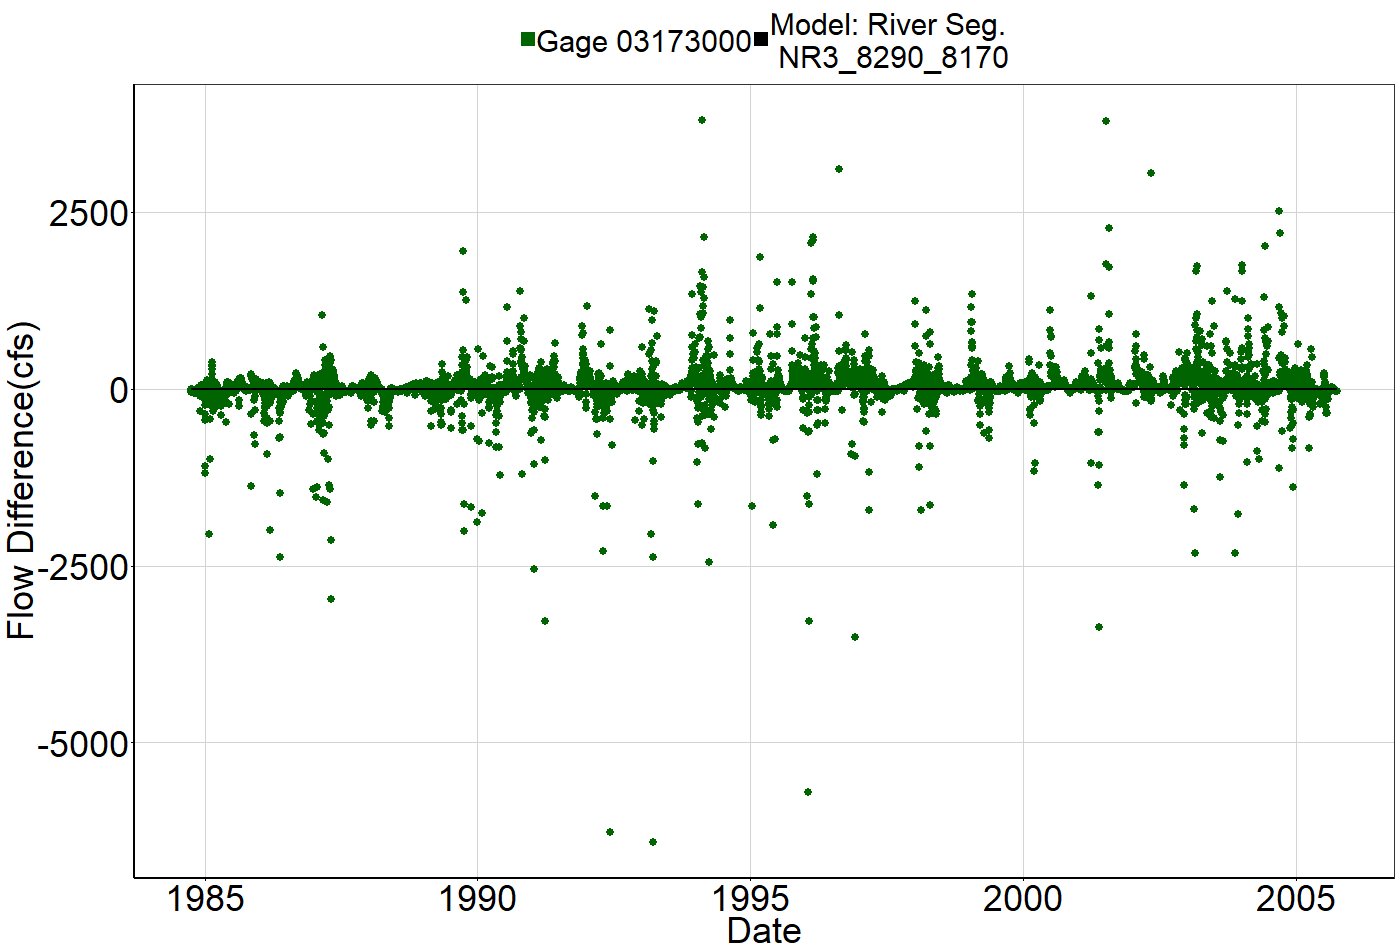 Gage 03173000
Model: River Seg.
NR3_8290_8170
Flow Difference(cfs)
2500
0
-2500
-5000
1985
1990
1995
2000
2005
Date